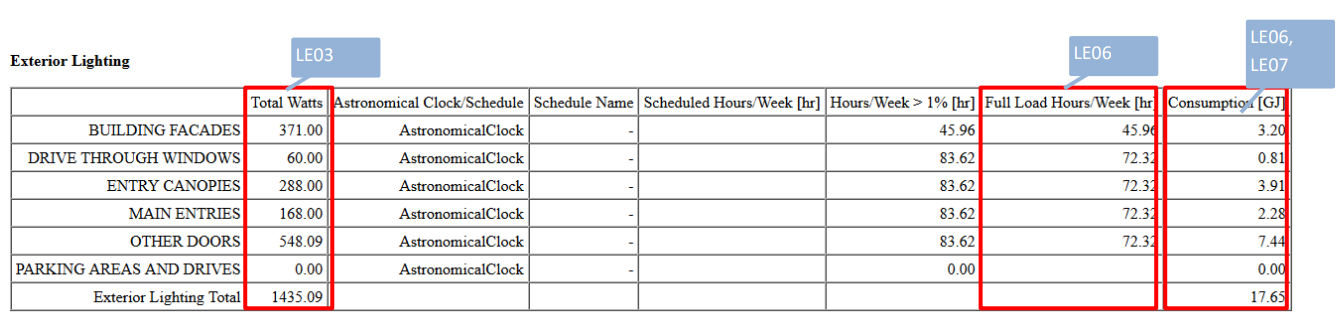 LE06,
LE03
LE06
LE07
Exterior Lighting
Total Watts Astronomical Clock/Schedule Schedule Name Scheduled Hours/Week [hr] Hours/Week > 1% [hr] Full Load Hours/Week [hr] Consumption [GJ]
BUILDING FACADES 371.00 AstronomicalClock - 45.96 45.96 3.20
DRIVE THROUGH WINDOWS 60.00 AstronomicalClock - 83.62 72.32 0.81
ENTRY CANOPIES 288.00 AstronomicalClock - 83.62 72.32 3.91
MAIN ENTRIES 168.00 AstronomicalClock - 83.62 72.32 2.28
OTHER DOORS 548.09 AstronomicalClock - 83.62 72.32 7.44
PARKING AREAS AND DRIVES 0.00 AstronomicalClock - 0.00 0.00
Exterior Lighting Total 1435.09 17.65